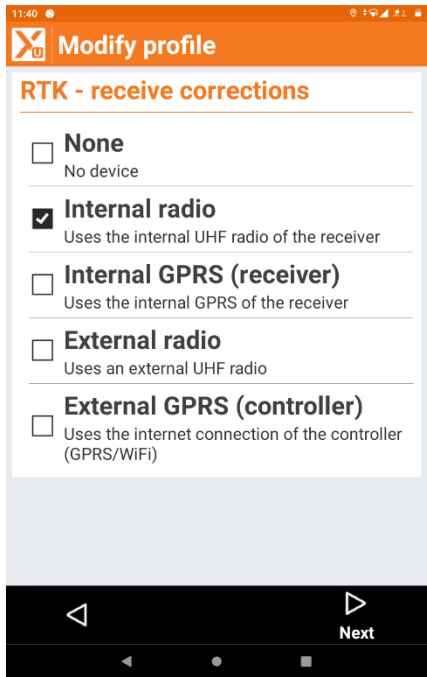 11:40
XU Modify profile
RTK - receive corrections
None
No device
Internal radio
Uses the internal UHF radio of the receiver
Internal GPRS (receiver)
Uses the internal GPRS of the receiver
External radio
Uses an external UHF radio
External GPRS (controller)
Uses the internet connection of the controller
(GPRS/WiFi)
Next